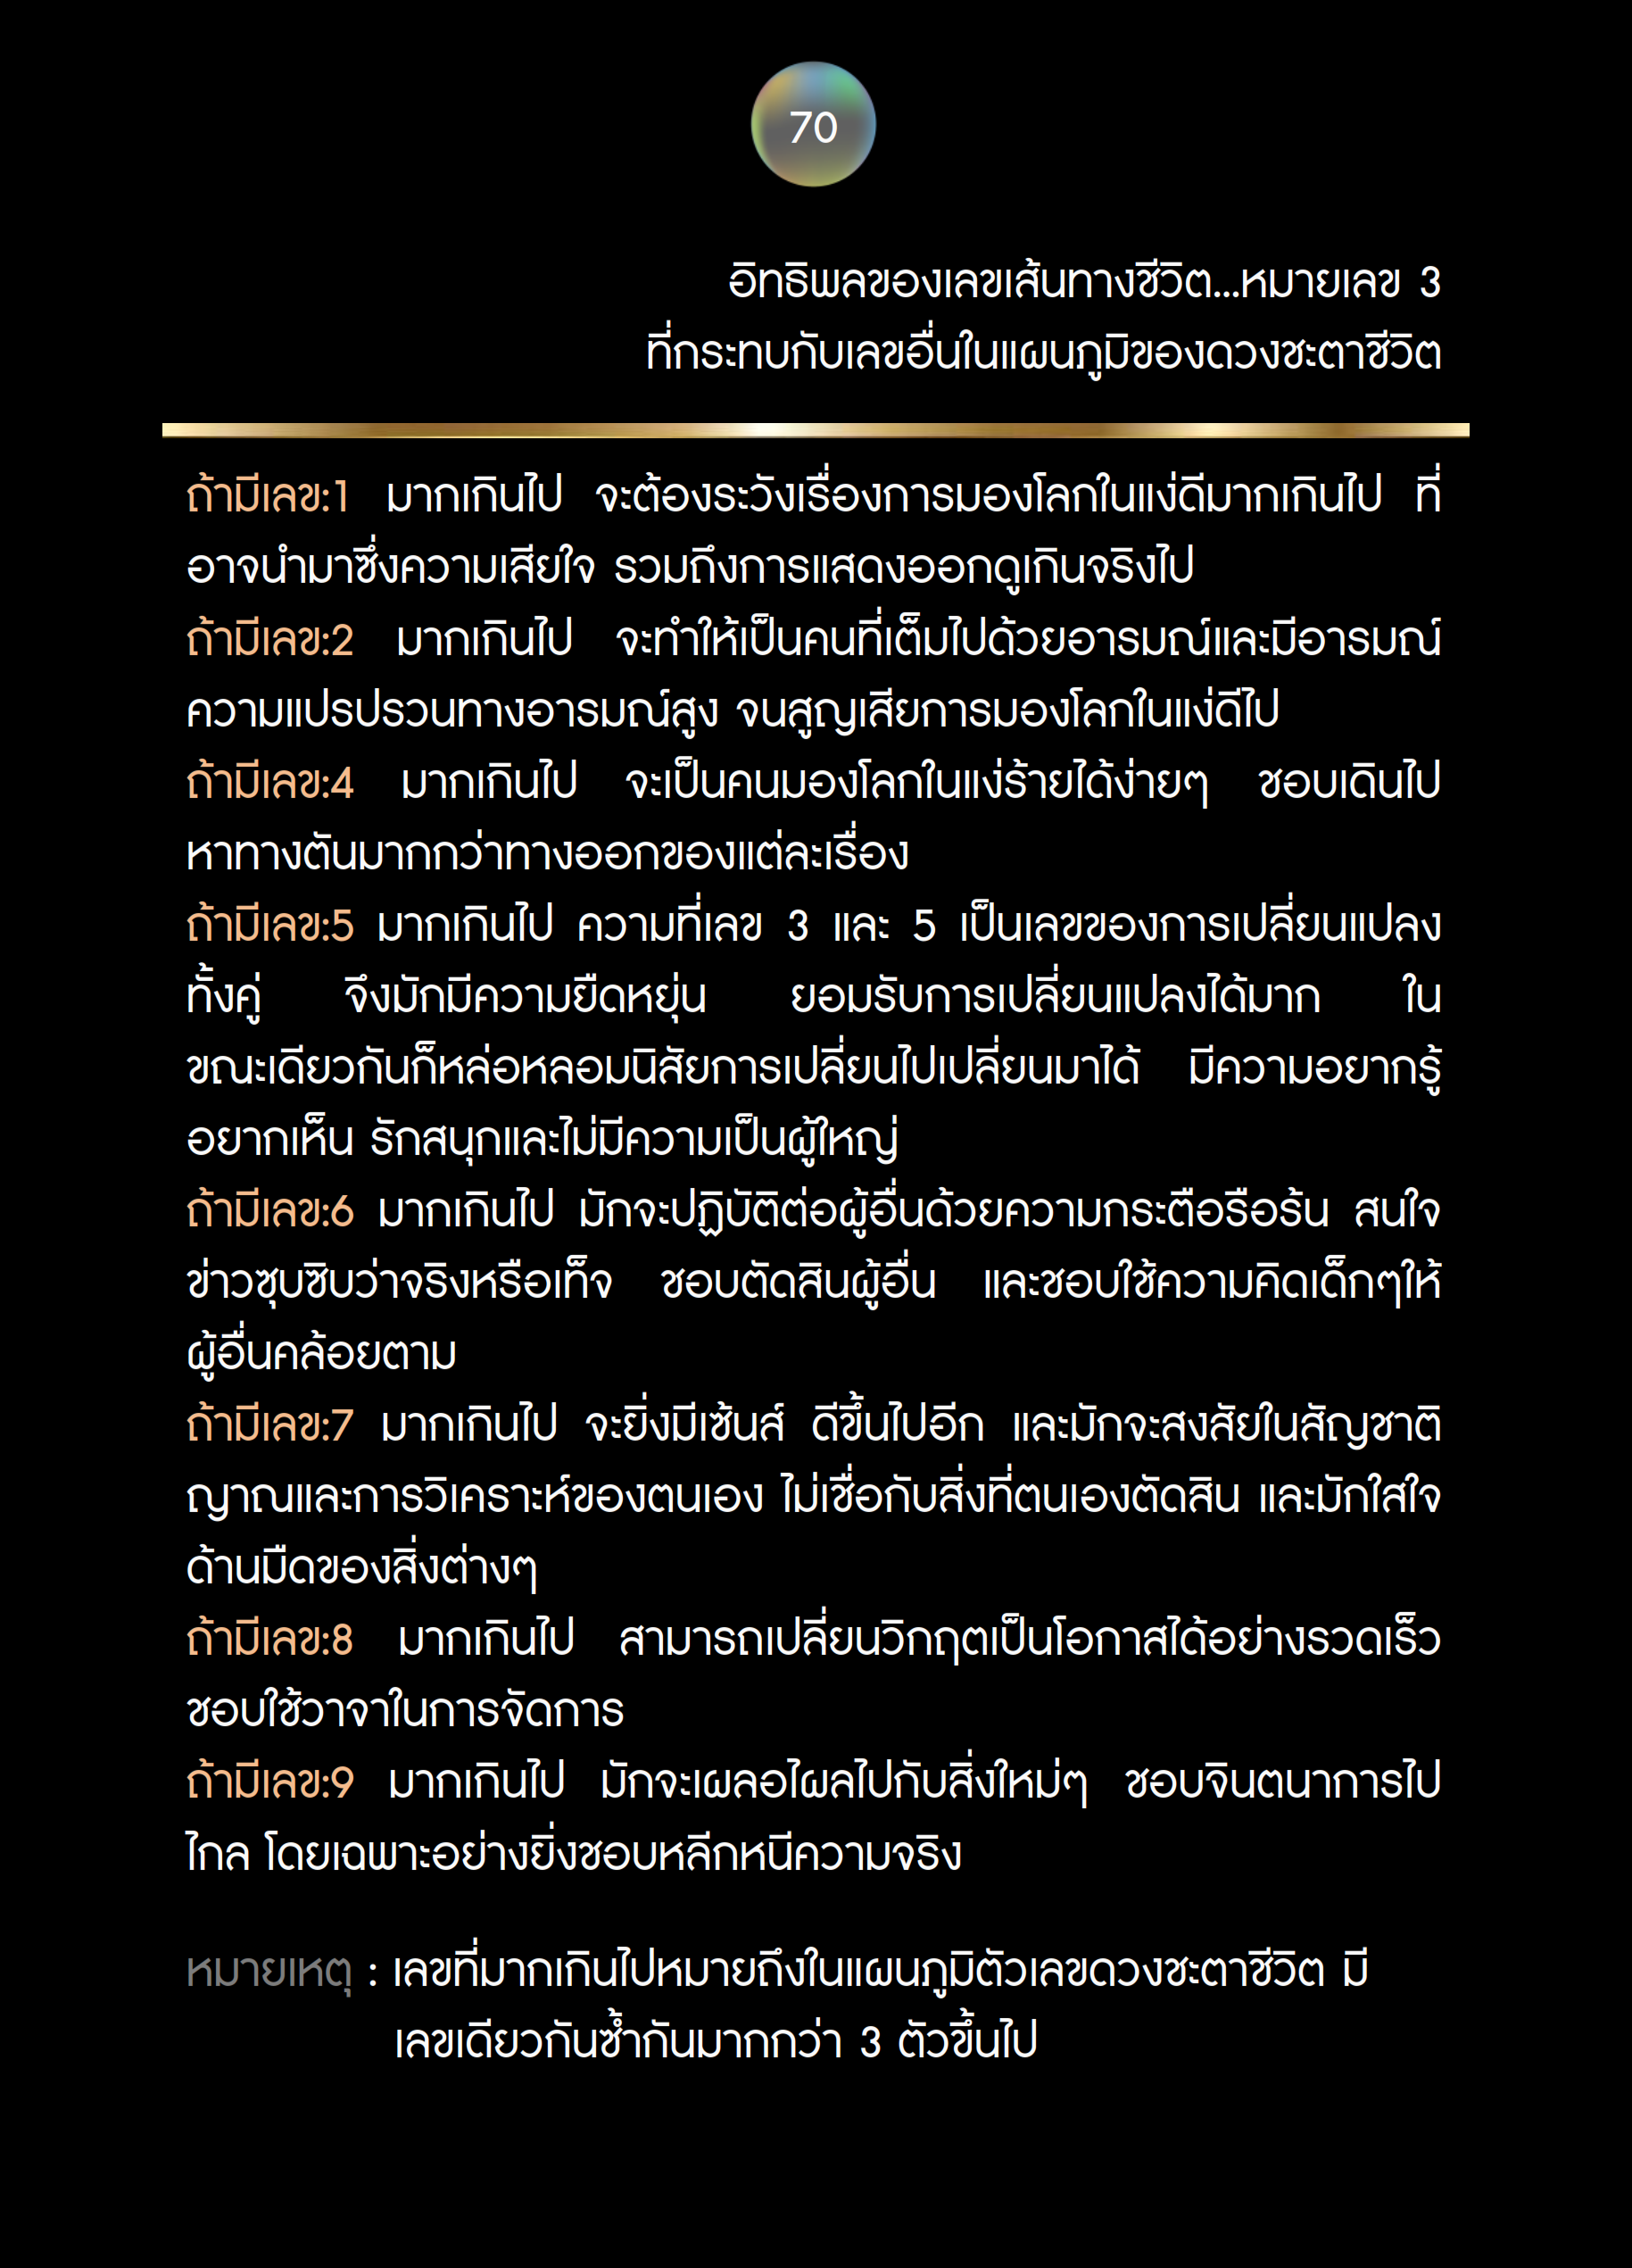 70
อิทธิพลของเลขเส้นทางชีวิต...หมายเลข 3
ที่กระทบกับเลขอื่นในแผนภูมิของดวงชะตาชีวิต
ถ้ามีเลข:1 มากเกินไป จะต้องระวังเรื่องการมองโลกในแง่ดีมากเกินไป ที่
อาจนำมาซึ่งความเสียใจ รวมถึงการแสดงออกดูเกินจริงไป
ถ้ามีเลข:2 มากเกินไป จะทำให้เป็นคนที่เต็มไปด้วยอารมณ์และมีอารมณ์
ความแปรปรวนทางอารมณ์สูง จนสูญเสียการมองโลกในแง่ดีไป
ถ้ามีเลข:4 มากเกินไป จะเป็นคนมองโลกในแง่ร้ายได้ง่ายๆ ชอบเดินไป
หาทางตันมากกว่าทางออกของแต่ละเรื่อง
ถ้ามีเลข:5 มากเกินไป ความที่เลข 3 และ 5 เป็นเลขของการเปลี่ยนแปลง
ทั้งคู่ จึงมักมีความยืดหยุ่น ยอมรับการเปลี่ยนแปลงได้มาก ใน
ขณะเดียวกันก็หล่อหลอมนิสัยการเปลี่ยนไปเปลี่ยนมาได้ มีความอยากรู้
อยากเห็น รักสนุกและไม่มีความเป็นผู้ใหญ่
ถ้ามีเลข:6 มากเกินไป มักจะปฏิบัติต่อผู้อื่นด้วยความกระตือรือร้น สนใจ
ข่าวซุบซิบว่าจริงหรือเท็จ ชอบตัดสินผู้อื่น และชอบใช้ความคิดเด็กๆให้
ผู้อื่นคล้อยตาม
ถ้ามีเลข:7 มากเกินไป จะยิ่งมีเซ้นส์ ดีขึ้นไปอีก และมักจะสงสัยในสัญชาติ
ญาณและการวิเคราะห์ของตนเอง ไม่เชื่อกับสิ่งที่ตนเองตัดสิน และมักใส่ใจ
ด้านมืดของสิ่งต่างๆ
ถ้ามีเลข:8 มากเกินไป สามารถเปลี่ยนวิกฤตเป็นโอกาสได้อย่างรวดเร็ว
ชอบใช้วาจาในการจัดการ
ถ้ามีเลข:9 มากเกินไป มักจะเผลอไผลไปกับสิ่งใหม่ๆ ชอบจินตนาการไป
ไกล โดยเฉพาะอย่างยิ่งชอบหลีกหนีความจริง
หมายเหตุ : เลขที่มากเกินไปหมายถึงในแผนภูมิตัวเลขดวงชะตาชีวิต มี
เลขเดียวกันซ้ำกันมากกว่า 3 ตัวขึ้นไป